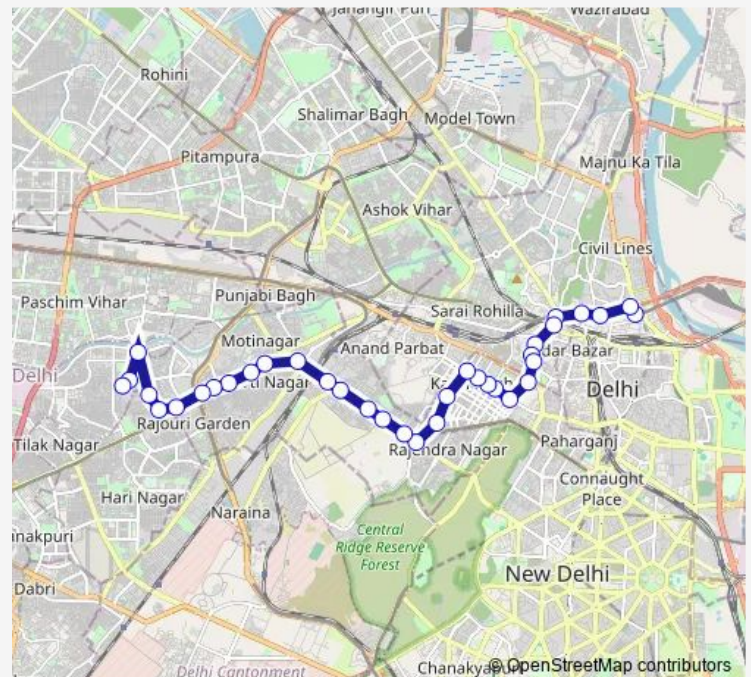 Jahangir Puri
Wazirabad
Rohini
Shalimar Bagh
Model Town
Pitampura
Majnu Ka Tila
Ashok Vihar
Civil Lines
Paschim Vihar
Punjabi Bagh
Sarai Rohilla
Motinagar
Anand Parbat
dar Bazar
Delhi
Delhi
Rajouri Garden
Tilak Nagar
Paharganj
Nagar
Connaught
Place
Hari Nagar
Naraina
Central
Ridge Reserve
Forest
New Delhi
Dabri
Delhi Cantonment
© OpenStreetMap contributors